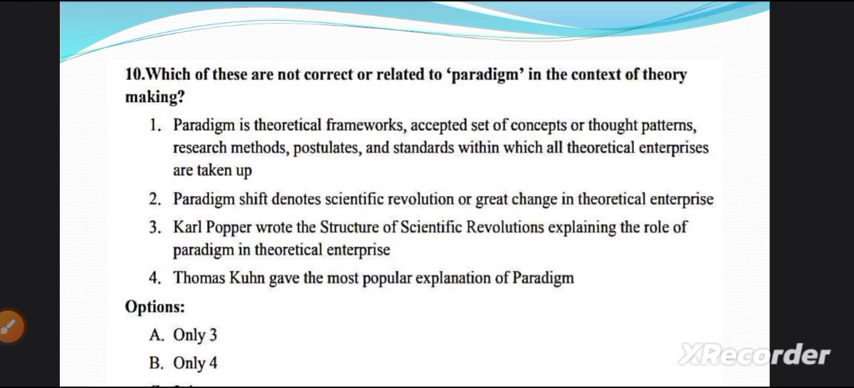 10.Which of these are not correct or related to ‘paradigm’ in the context of theory
making?
1. Paradigm is theoretical frameworks, accepted set of concepts or thought patterns,
research methods, postulates, and standards within which all theoretical enterprises
are taken up
2. Paradigm shift denotes scientific revolution or great change in theoretical enterprise
3. Karl Popper wrote the Structure of Scientific Revolutions explaining the role of
paradigm in theoretical enterprise
4. Thomas Kuhn gave the most popular explanation of Paradigm
Options:
A. Only 3
B. Only 4
XRecorder